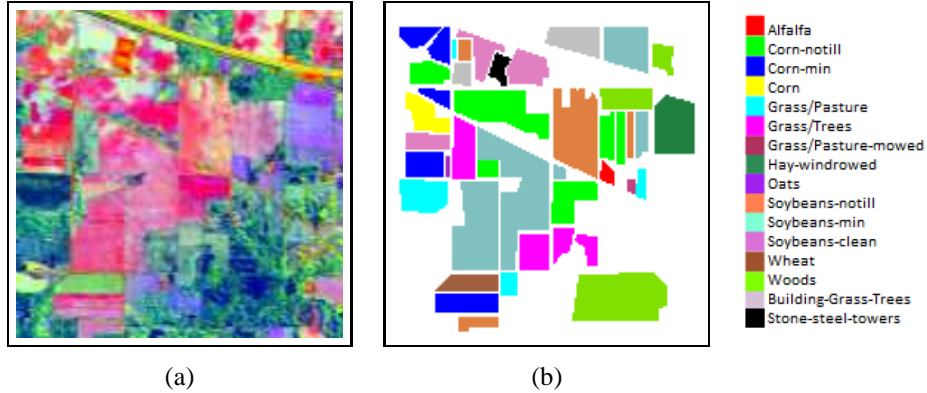 Alfalfa
Corn-notill
Corn-min
Corn
Grass/Pasture
Grass/Trees
Grass/Pasture-mowed
Hay-windrowed
Oats
Soybeans-notill
Soybeans-min
Soybeans-clean
Wheat
Woods
Building-Grass-Trees
Stone-steel-towers
(a)
(b)